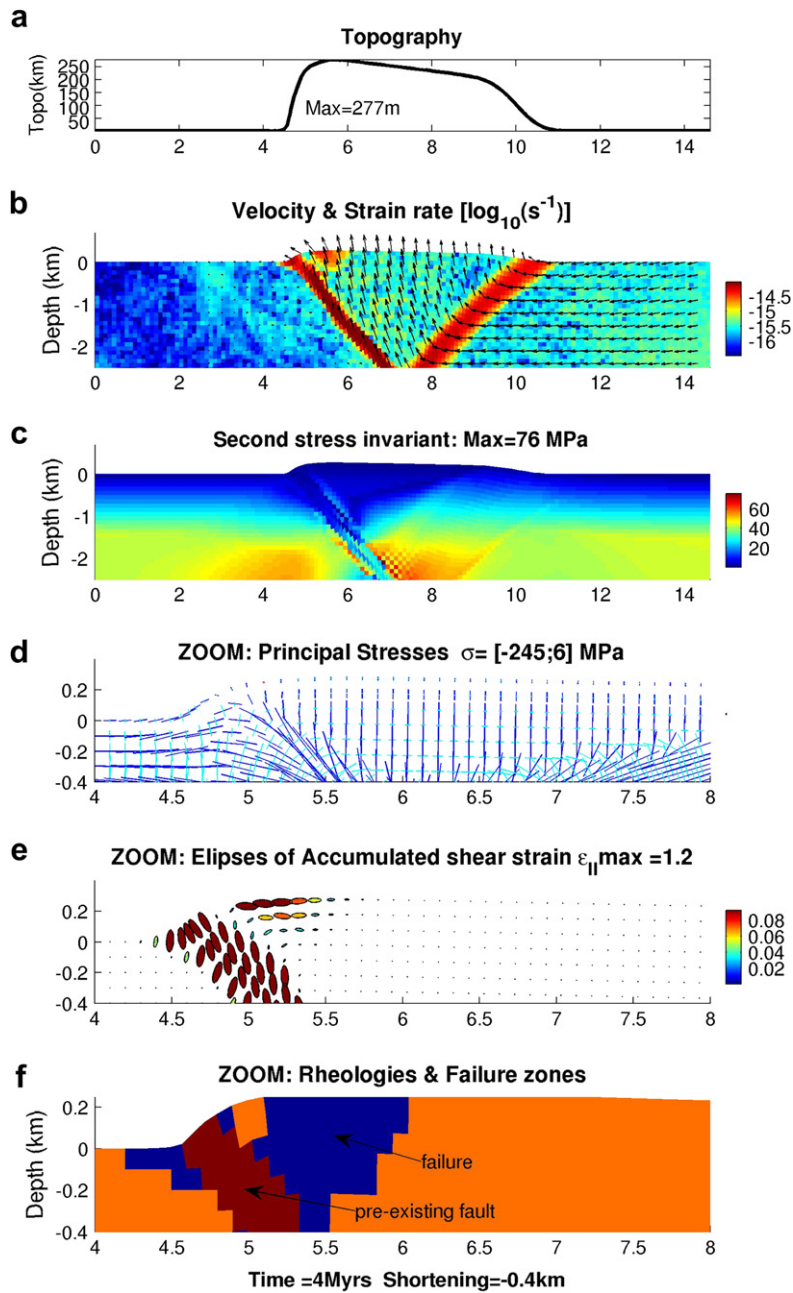 a
Topography
Topo(km)
250
200
150
100
50
Max=277m
0 2 4 6 8 10 12 14
b
Velocity & Strain rate [log10(s-1)]
Depth (km)
0
-1
-2
-14.5
-15.5
-16
0 2 4 6 8 10 12 14
c
Second stress invariant: Max=76 MPa
Depth (km)
0
-1
-2
60
40
20
0 2 4 6 8 10 12 14
d
ZOOM: Principal Stresses σ= [-245;6] MPa
0.2
0
-0.2
-0.4
4 4.5 5 5.5 6 6.5 7 7.5 8
e
ZOOM: Elipses of Accumulated shear strain εIImax =1.2
0.2
0
-0.2
-0.4
0.08
0.06
0.04
0.02
4 4.5 5 5.5 6 6.5 7 7.5 8
f
ZOOM: Rheologies & Failure zones
Depth (km)
0.2
0
-0.2
-0.4
failure
pre-existing fault
4 4.5 5 5.5 6 6.5 7 7.5 8
Time =4Myrs Shortening=-0.4km